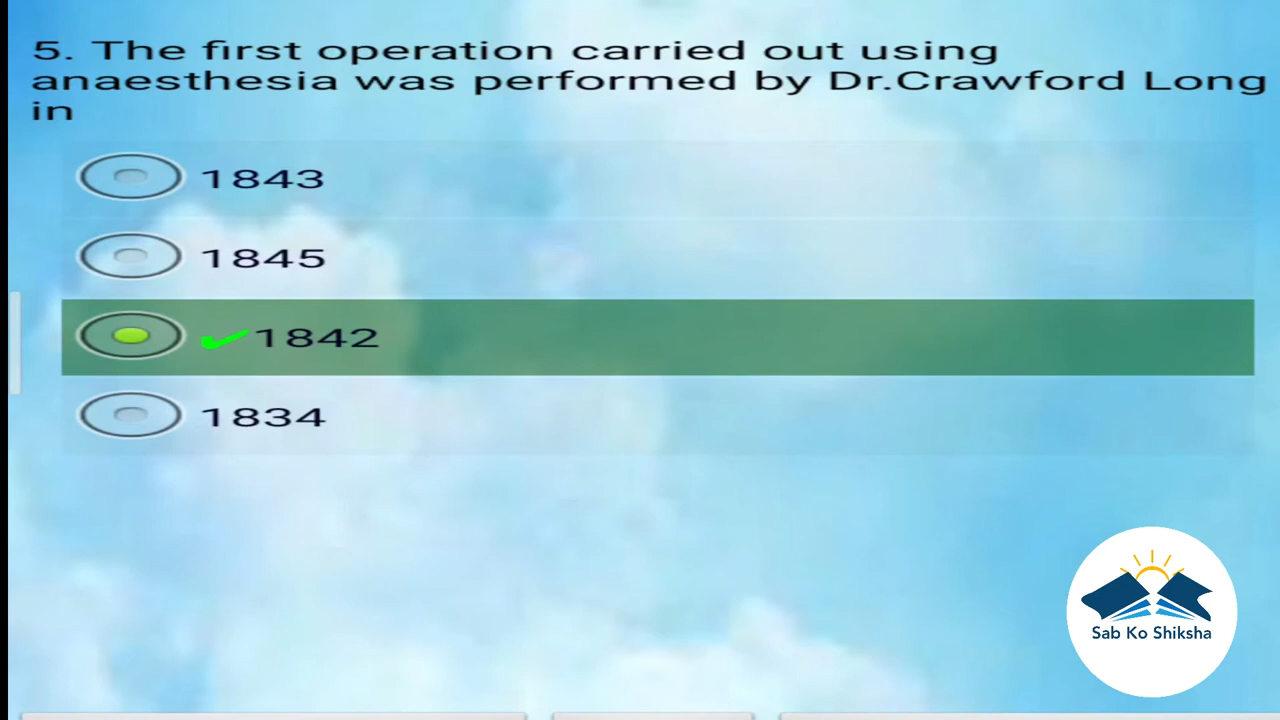 5. The first operation carried out using
anaesthesia was performed by Dr.Crawford Long
in
1843
1845
✓1842
1834
Sab Ko Shiksha